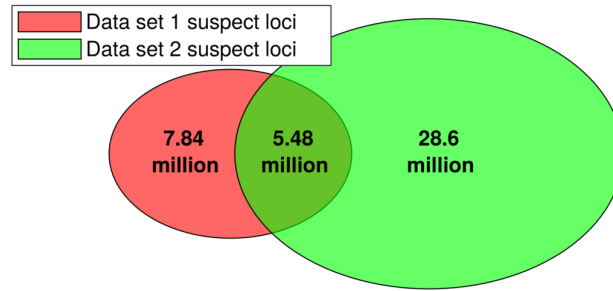 Data set 1 suspect loci
Data set 2 suspect loci
7.84
million
5.48
million
28.6
million